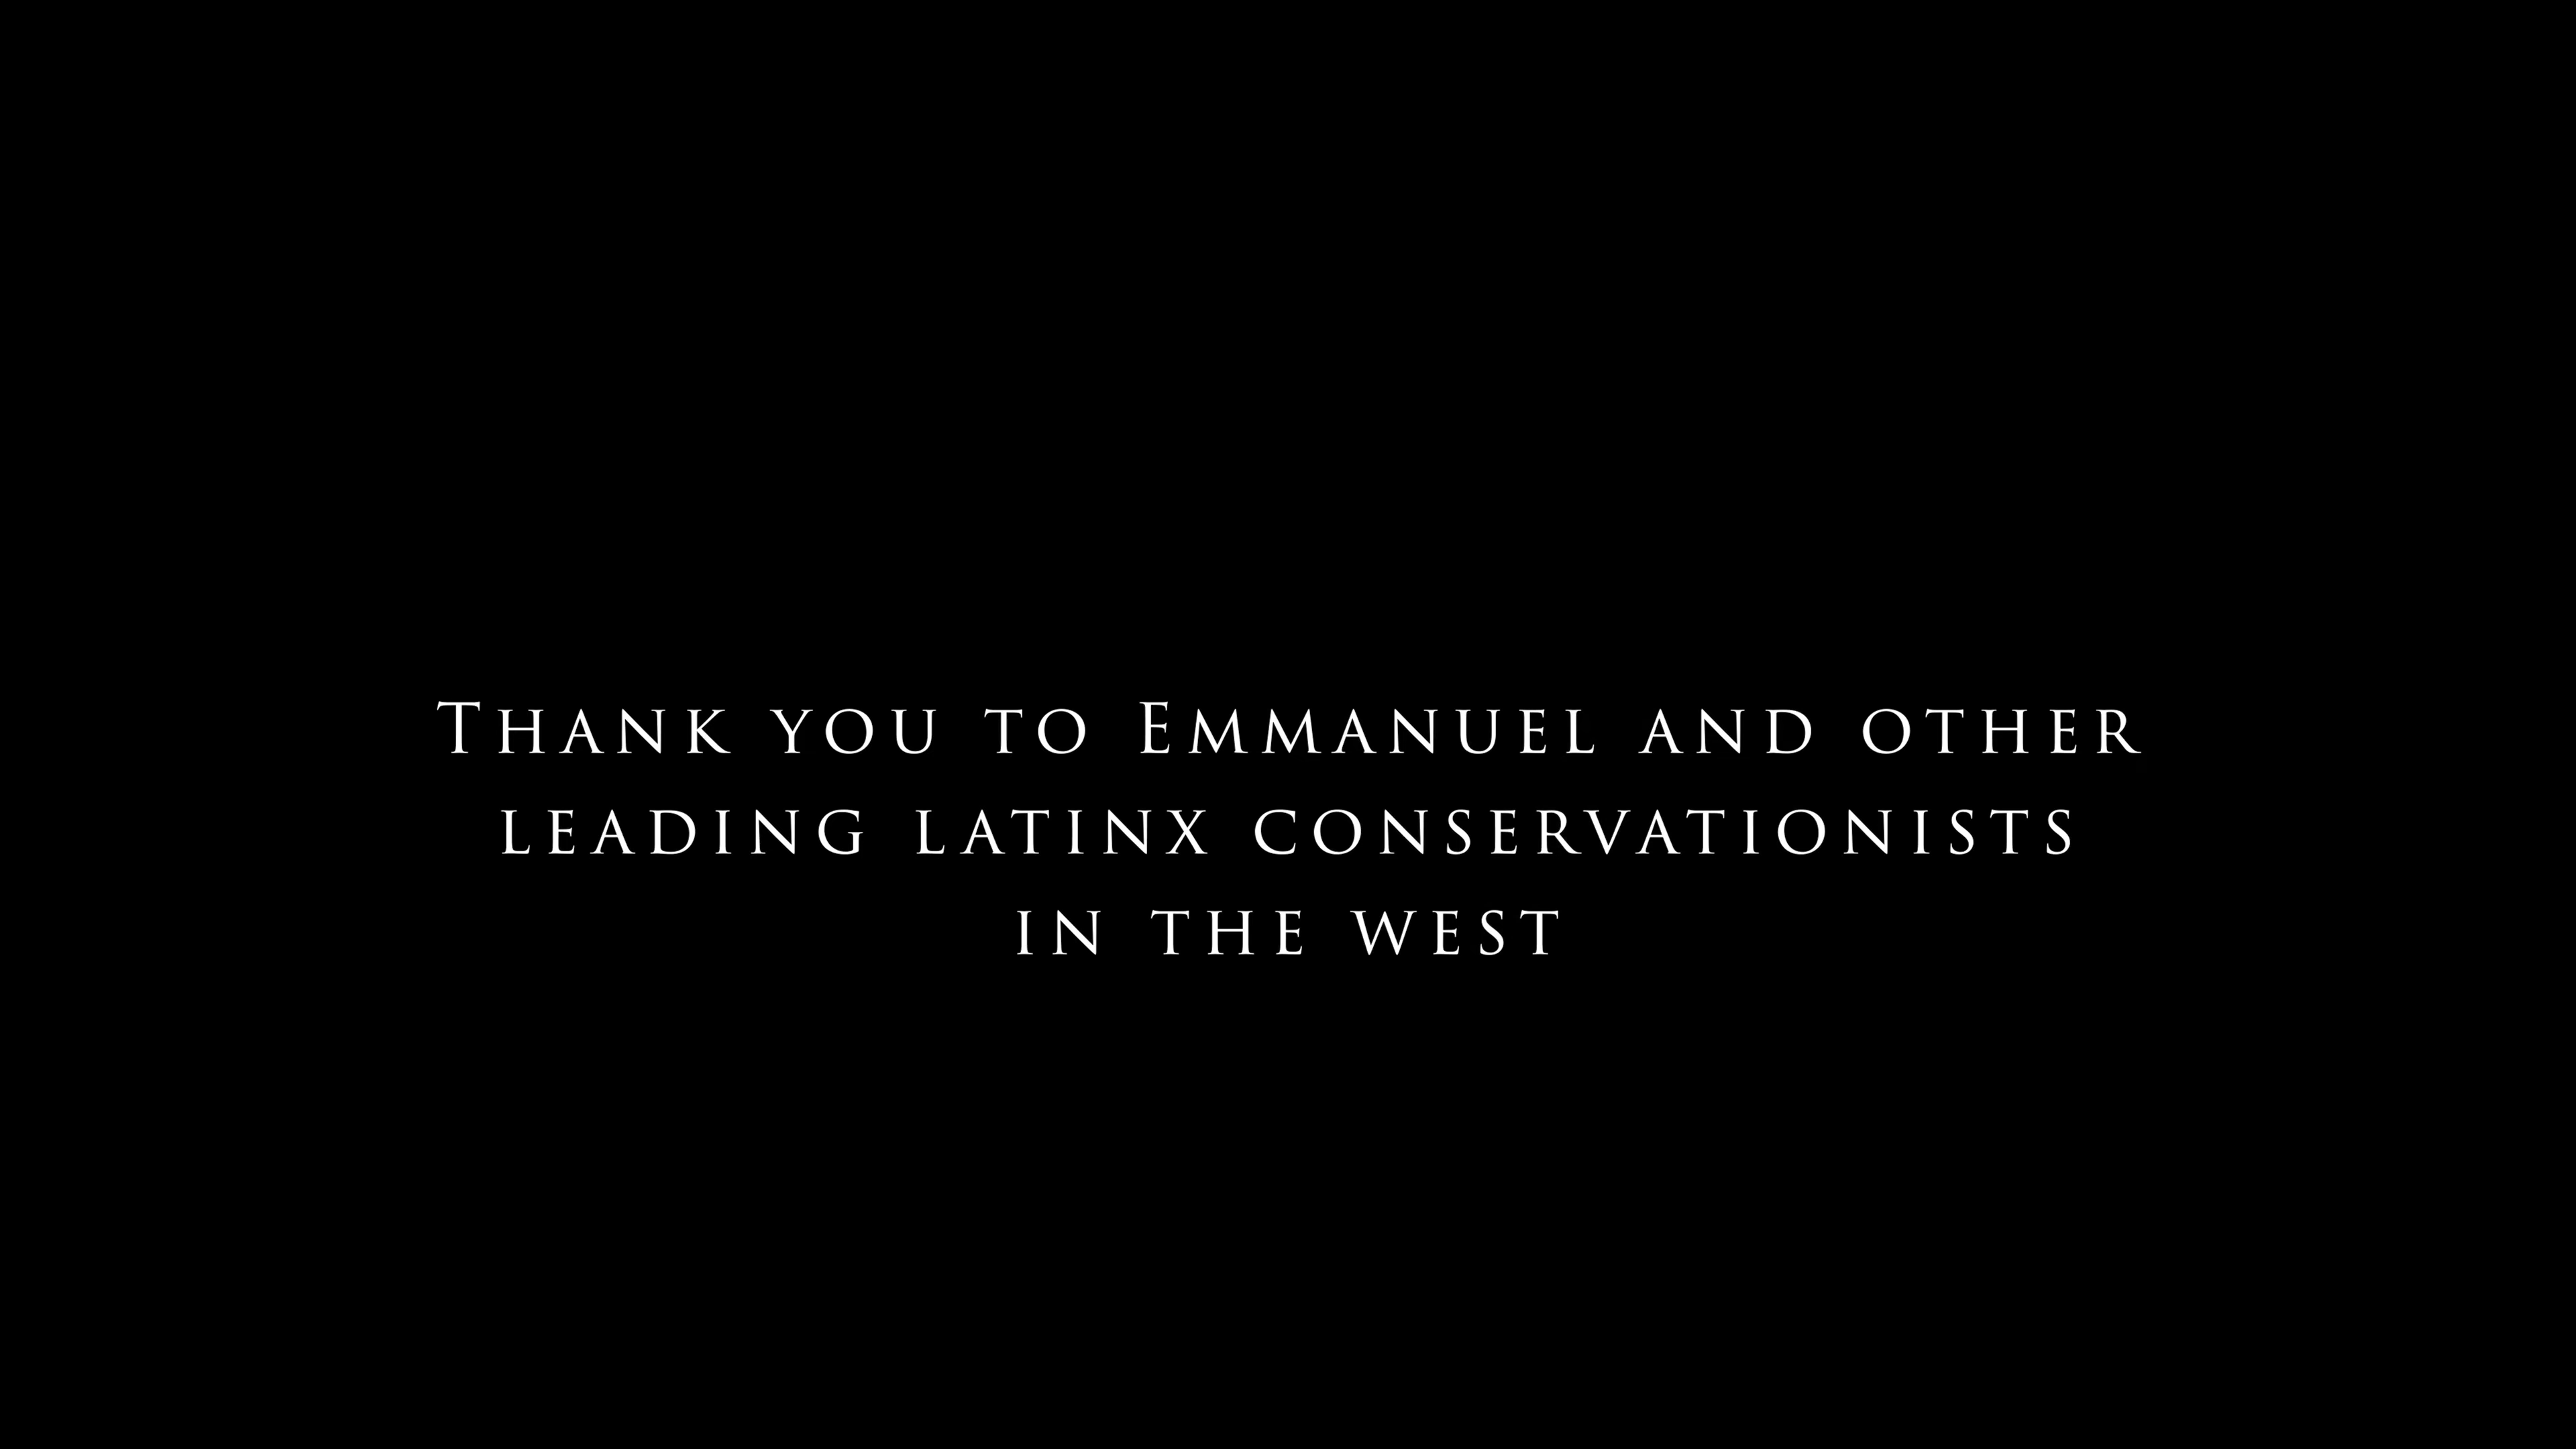 Thank you to Emmanuel and other
leading latinx conservationists
in the west